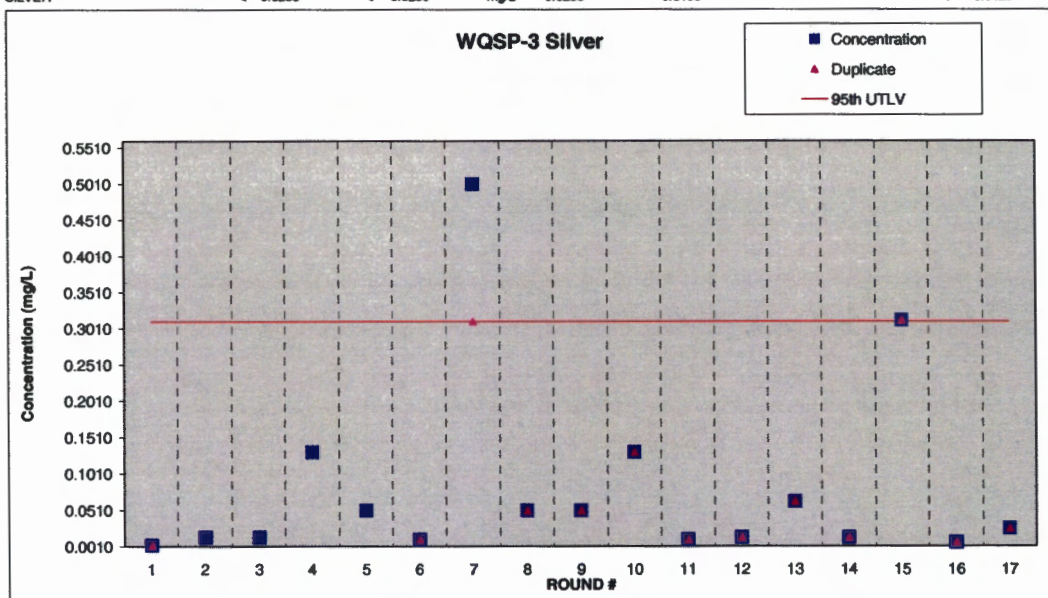 WQSP-3 Silver
Concentration
Duplicate
95th UTLV
Concentration (mg/L)
0.5510
0.5010
0.4510
0.4010
0.3510
0.3010
0.2510
0.2010
0.1510
0.1010
0.0510
0.0010
1 2 3 4 5 6 7 8 9 10 11 12 13 14 15 16 17
ROUND #